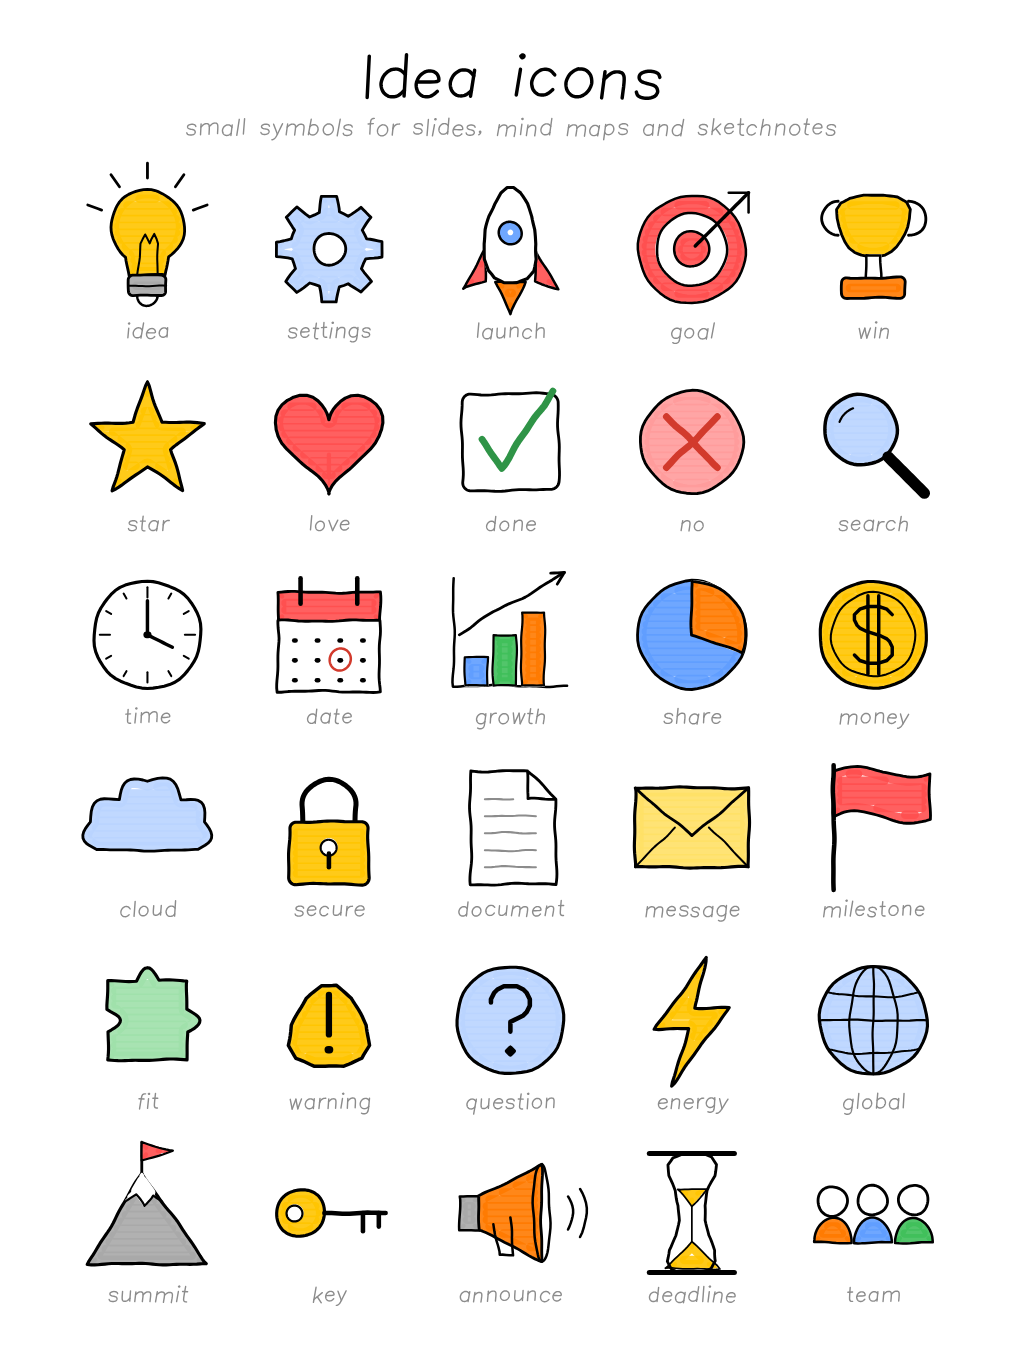 Idea icons
small symbols for slides, mind maps and sketchnotes
idea settings launch goal win
star love done no search
time date growth share money
$
cloud secure document message milestone
!
?
fit warning question energy global
summit key announce deadline team